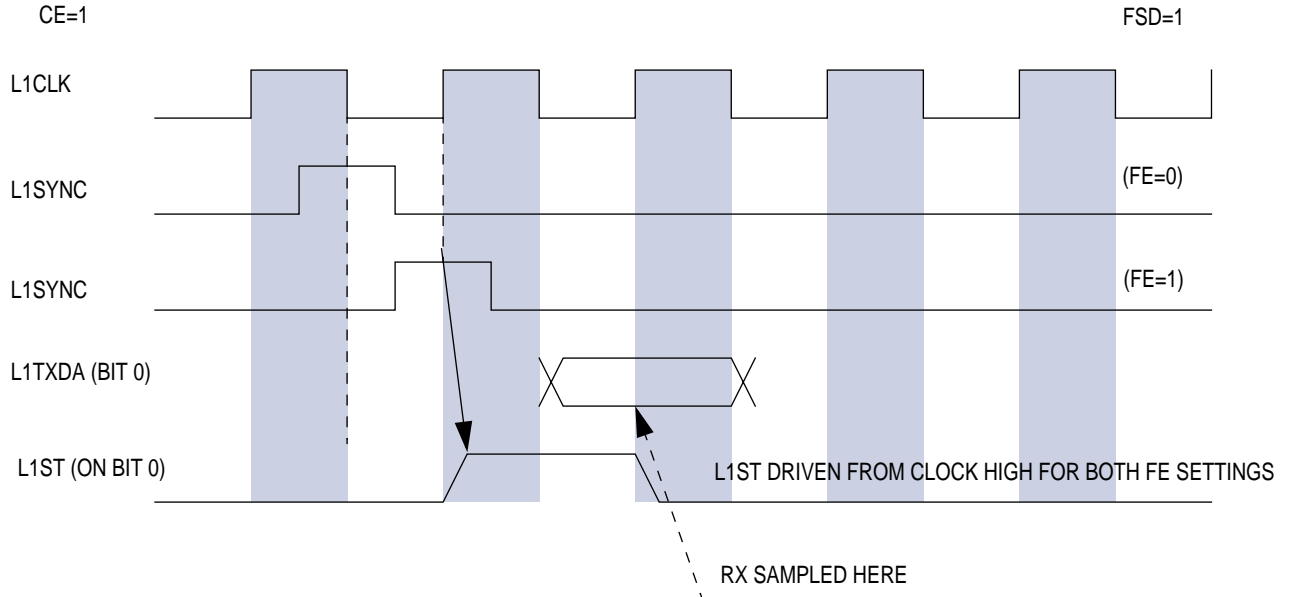 CE=1
FSD=1
L1CLK
L1SYNC
(FE=0)
L1SYNC
(FE=1)
L1TXDA (BIT 0)
L1ST (ON BIT 0)
L1ST DRIVEN FROM CLOCK HIGH FOR BOTH FE SETTINGS
RX SAMPLED HERE